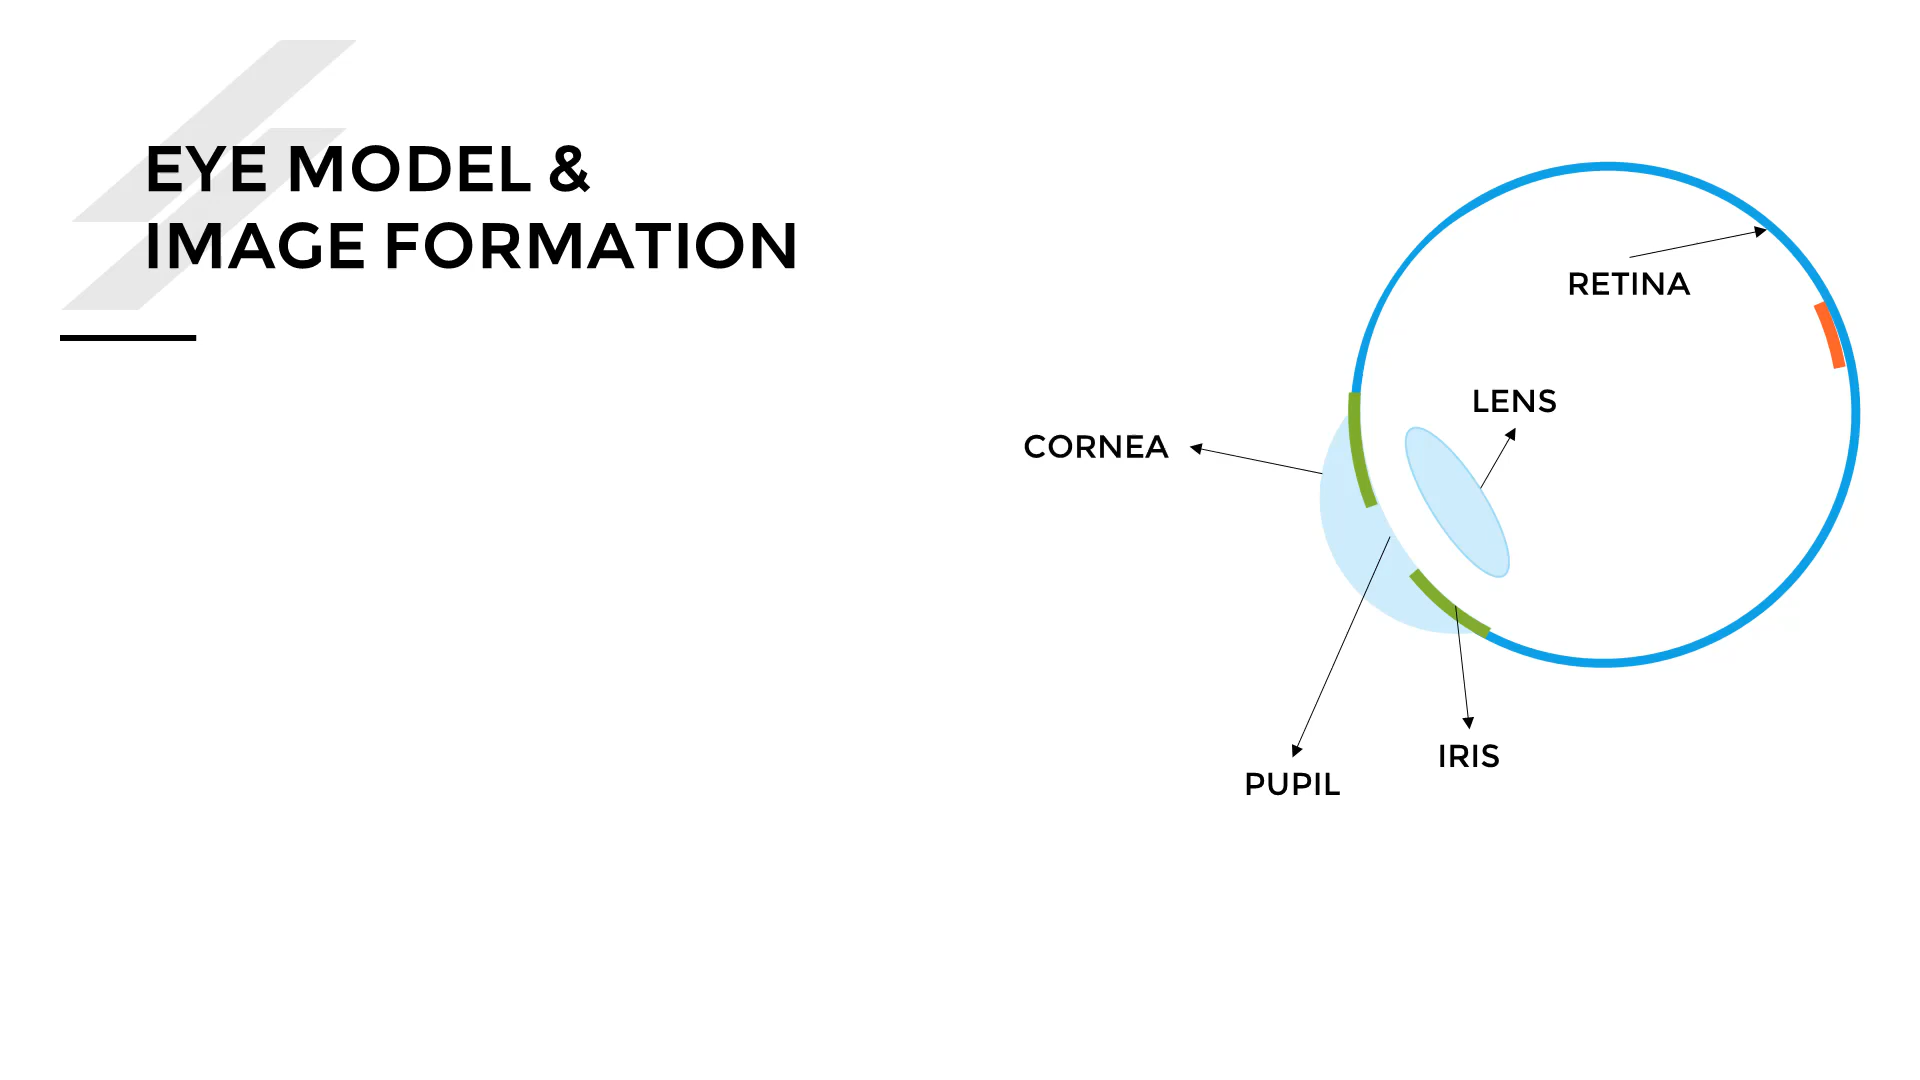 EYE MODEL &
IMAGE FORMATION
RETINA
LENS
CORNEA
IRIS
PUPIL